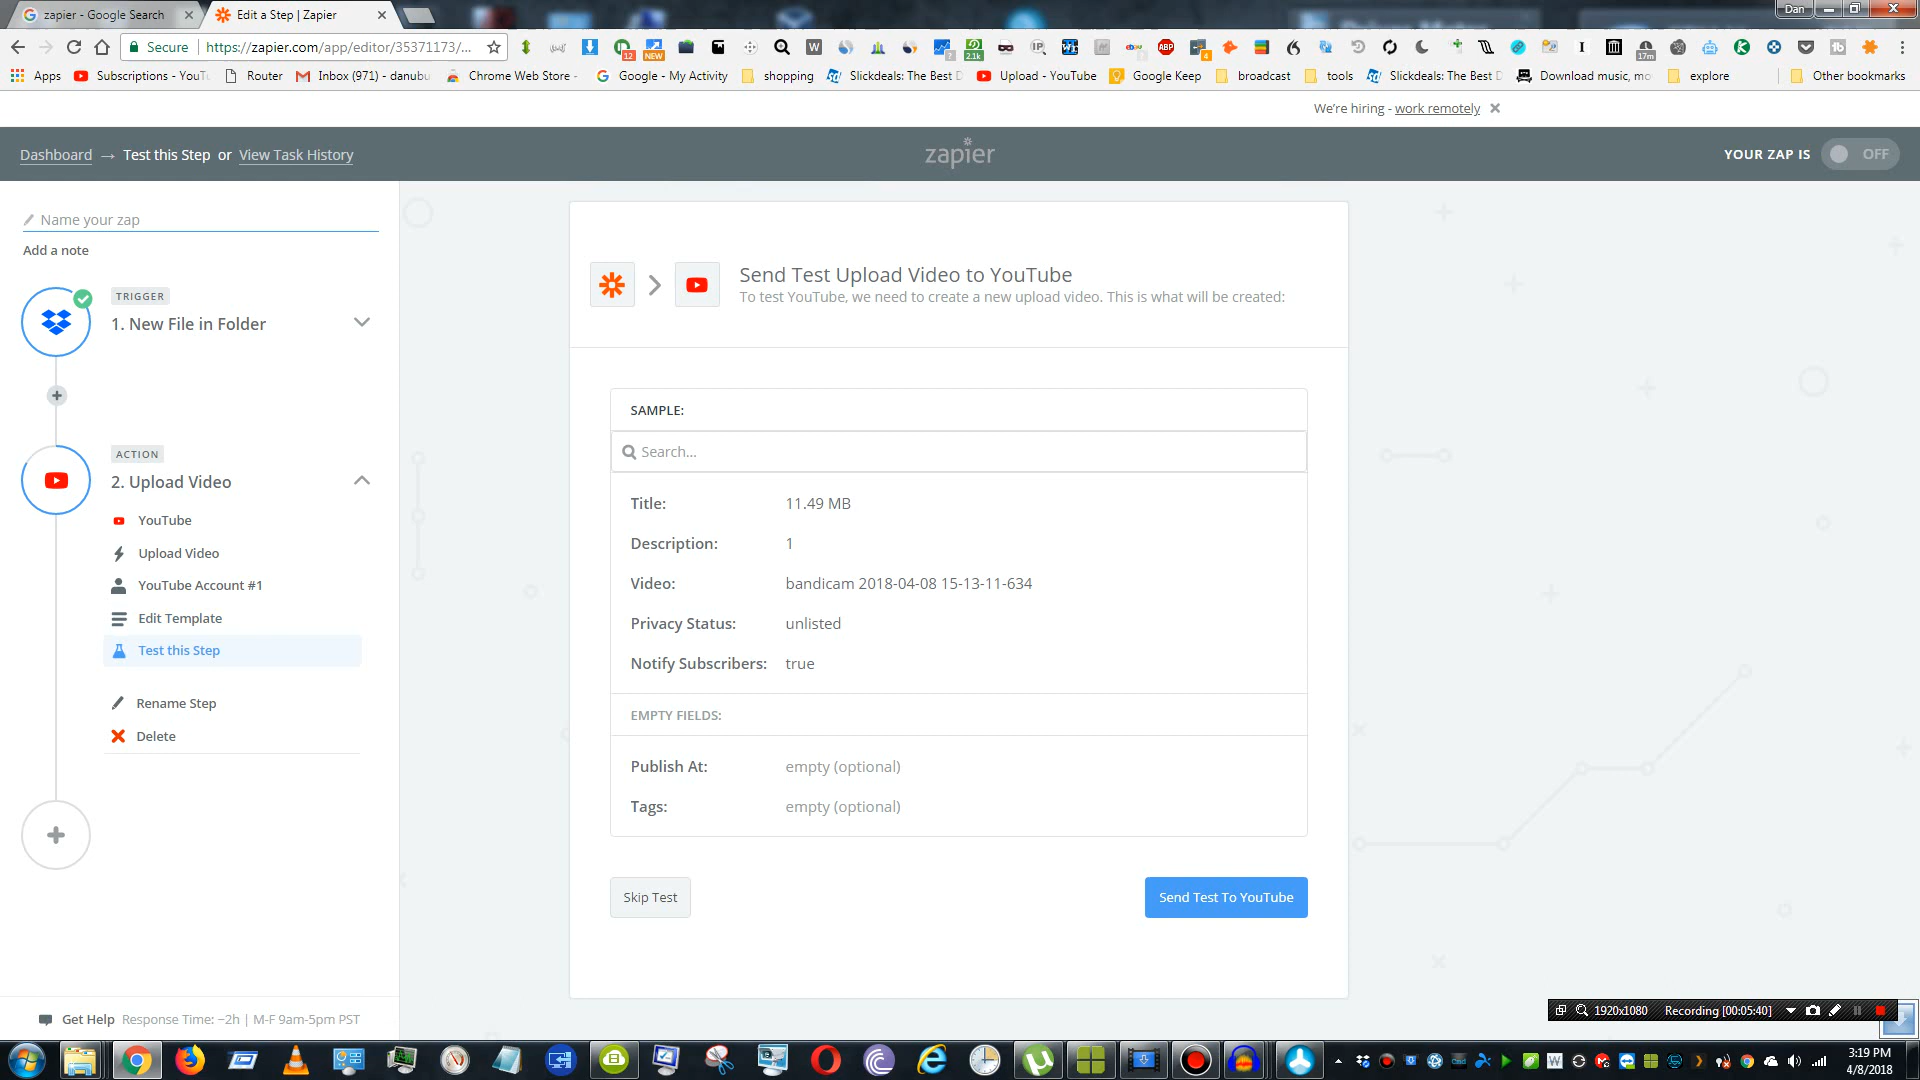 zapier - Google Search
Edit a Step | Zapier
Dan
Secure
https://zapier.com/app/editor/35371173/...
Apps
Subscriptions - YouTu
Router
Inbox (971) - danubu
Chrome Web Store -
Google - My Activity
shopping
Slickdeals: The Best D
Upload - YouTube
Google Keep
broadcast
tools
Slickdeals: The Best D
Download music, mo
explore
Other bookmarks
We're hiring - work remotely
Dashboard → Test this Step or View Task History
zapier
YOUR ZAP IS
OFF
Name your zap
Add a note
TRIGGER
1. New File in Folder
ACTION
2. Upload Video
YouTube
Upload Video
YouTube Account #1
Edit Template
Test this Step
Rename Step
Delete
Get Help Response Time: ~2h | M-F 9am-5pm PST
Send Test Upload Video to YouTube
To test YouTube, we need to create a new upload video. This is what will be created:
SAMPLE:
Search...
Title: 11.49 MB
Description: 1
Video: bandicam 2018-04-08 15-13-11-634
Privacy Status: unlisted
Notify Subscribers: true
EMPTY FIELDS:
Publish At: empty (optional)
Tags: empty (optional)
Skip Test
Send Test To YouTube
1920x1080 Recording [00:05:40]
3:19 PM
4/8/2018